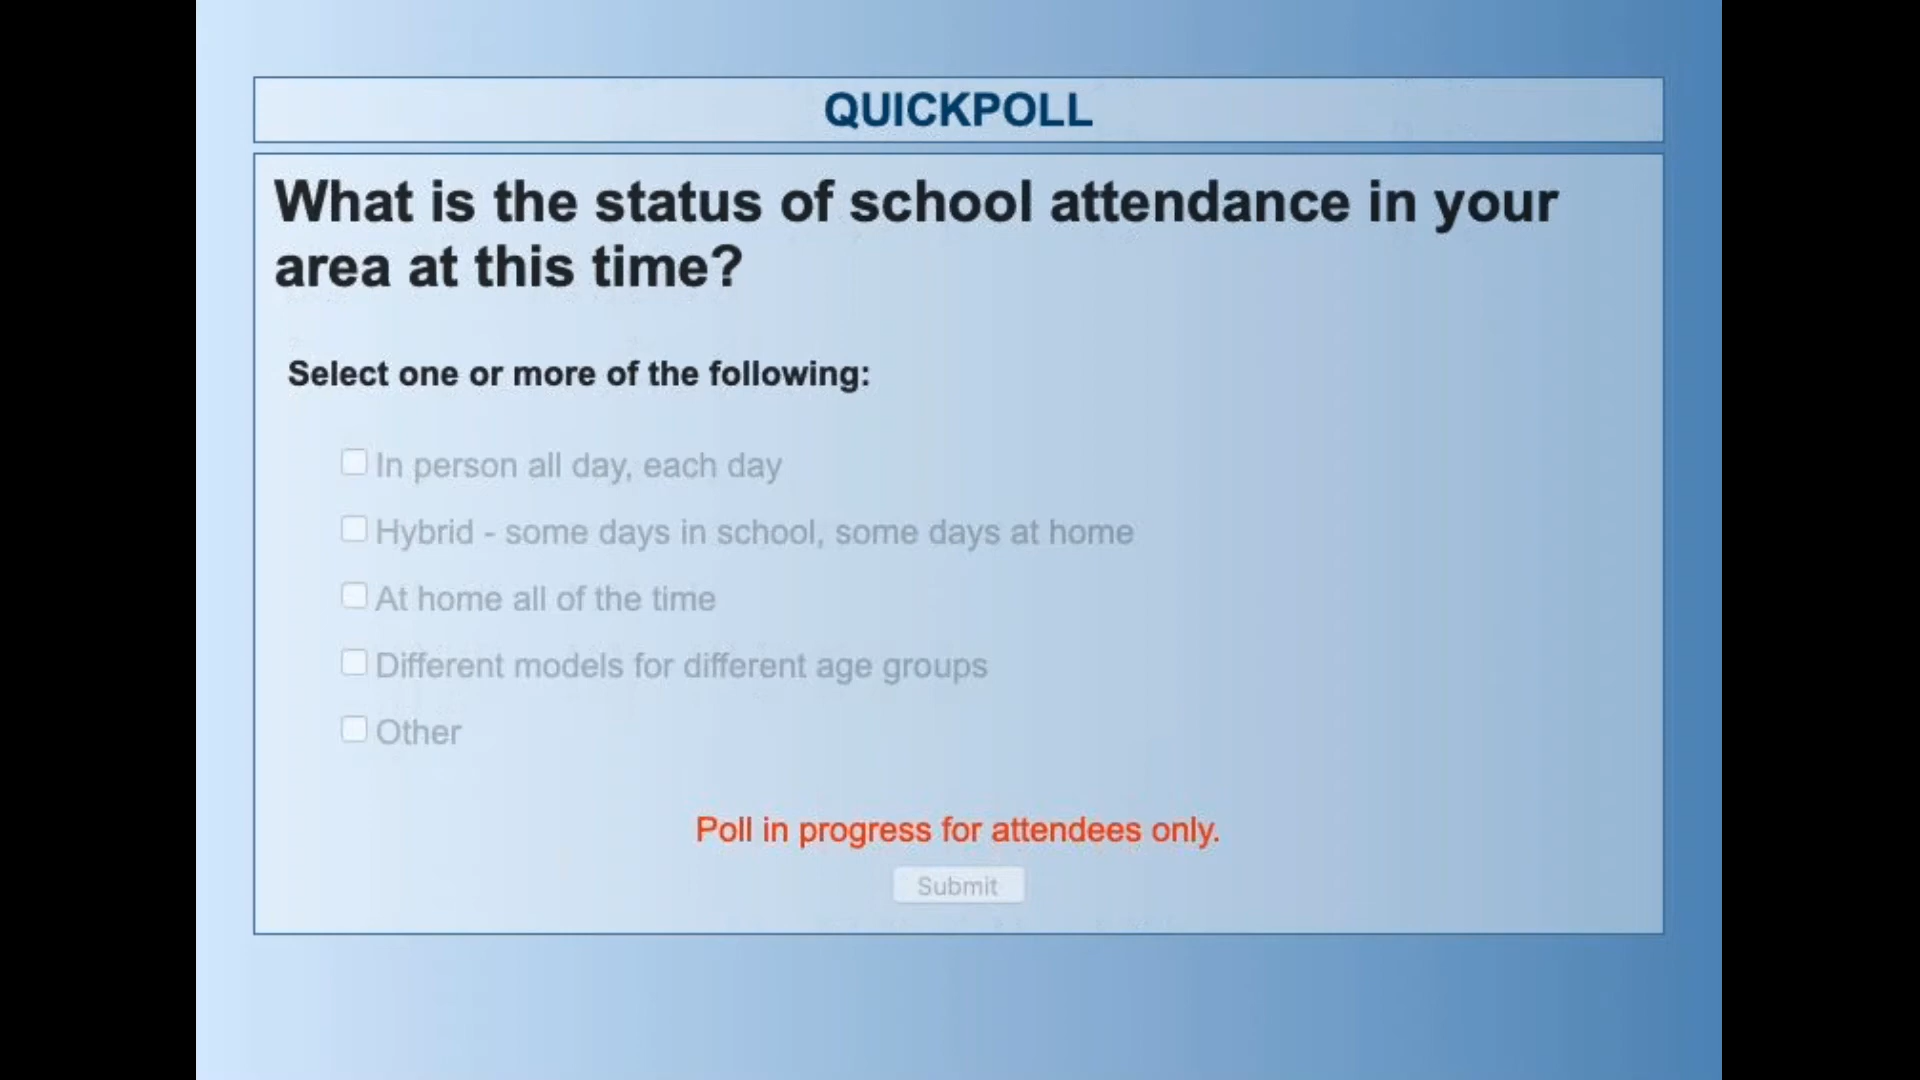 QUICKPOLL
What is the status of school attendance in your
area at this time?
Select one or more of the following:
In person all day, each day
Hybrid - some days in school, some days at home
At home all of the time
Different models for different age groups
Other
Poll in progress for attendees only.
Submit